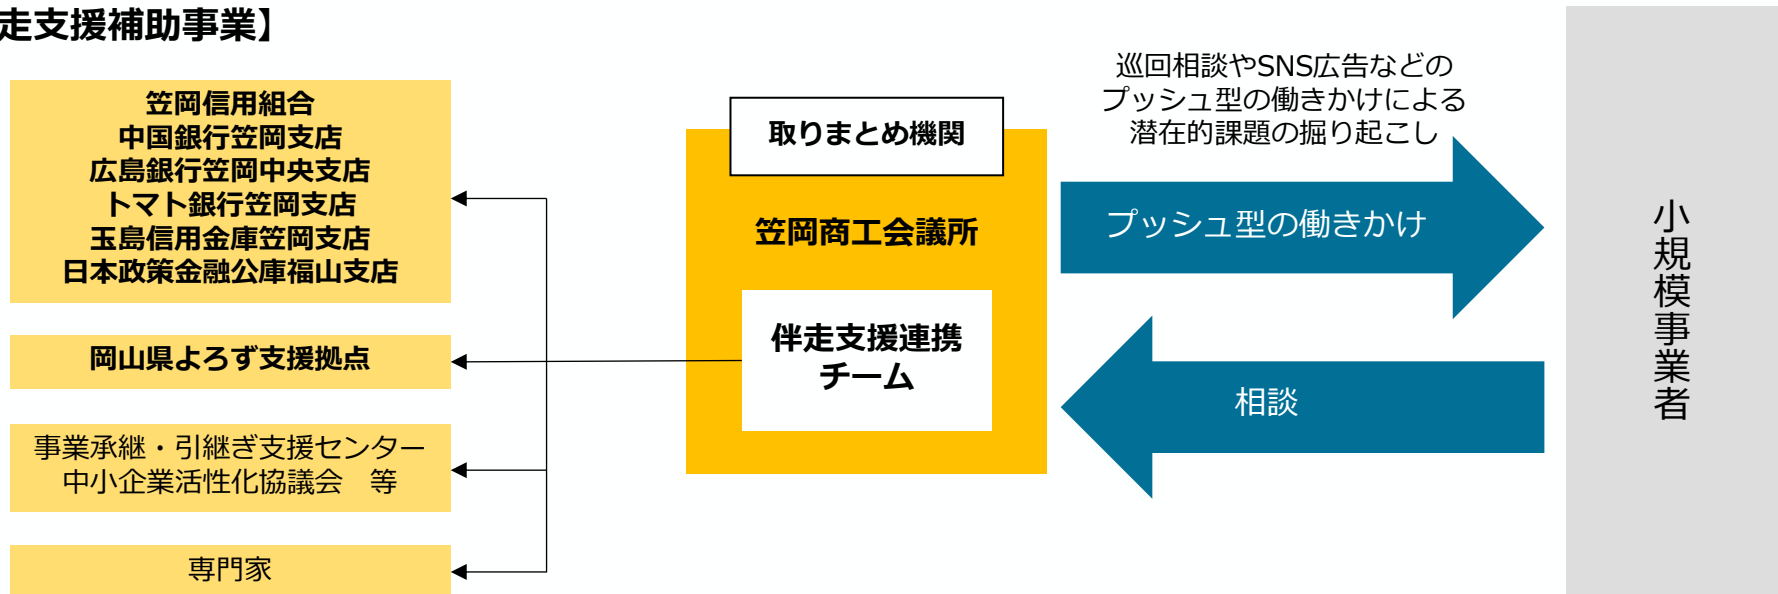 走支援補助事業】
笠岡信用組合
中国銀行笠岡支店
広島銀行笠岡中央支店
トマト銀行笠岡支店
玉島信用金庫笠岡支店
日本政策金融公庫福山支店
岡山県よろず支援拠点
事業承継・引継ぎ支援センター
中小企業活性化協議会　等
専門家
取りまとめ機関
笠岡商工会議所
伴走支援連携
チーム
巡回相談やSNS広告などの
プッシュ型の働きかけによる
潜在的課題の掘り起こし
プッシュ型の働きかけ
相談
小規模事業者